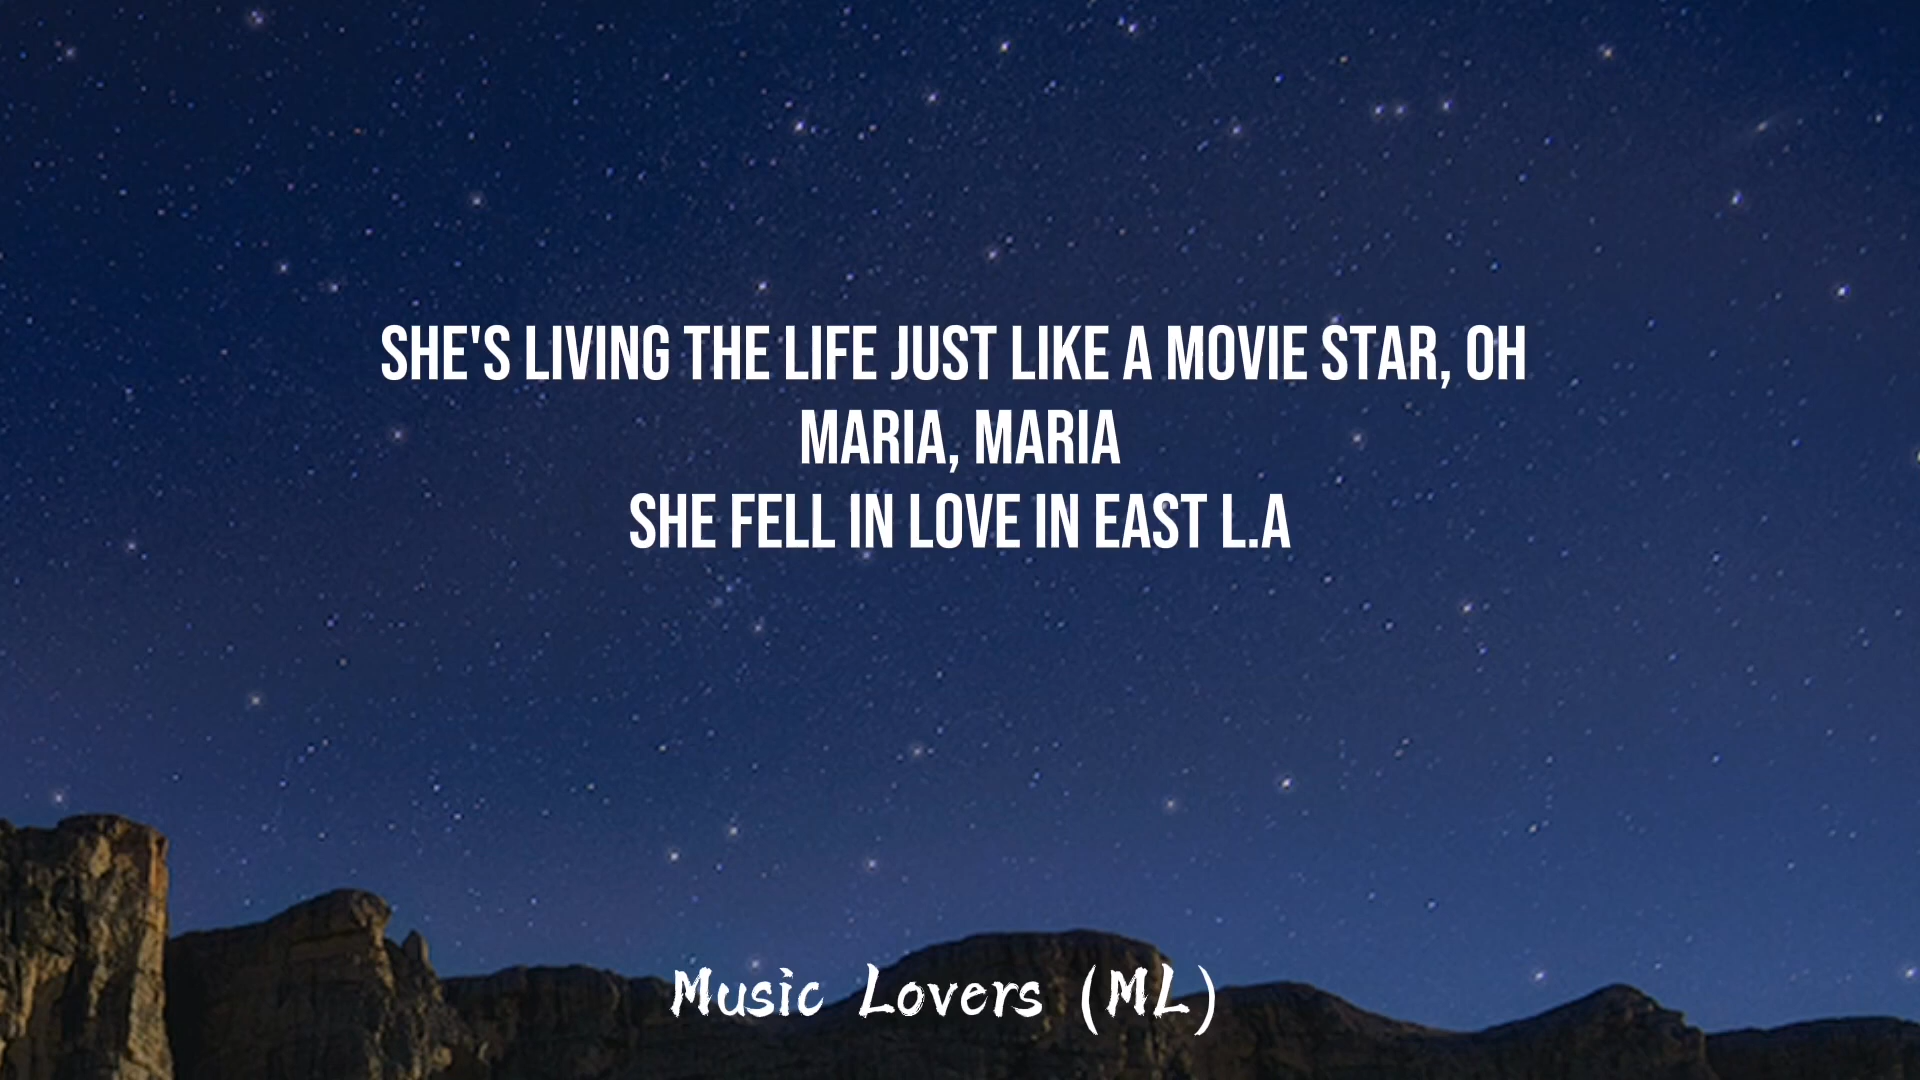 SHE'S LIVING THE LIFE JUST LIKE A MOVIE STAR, OH
MARIA, MARIA
SHE FELL IN LOVE IN EAST L.A
Music Lovers (ML)